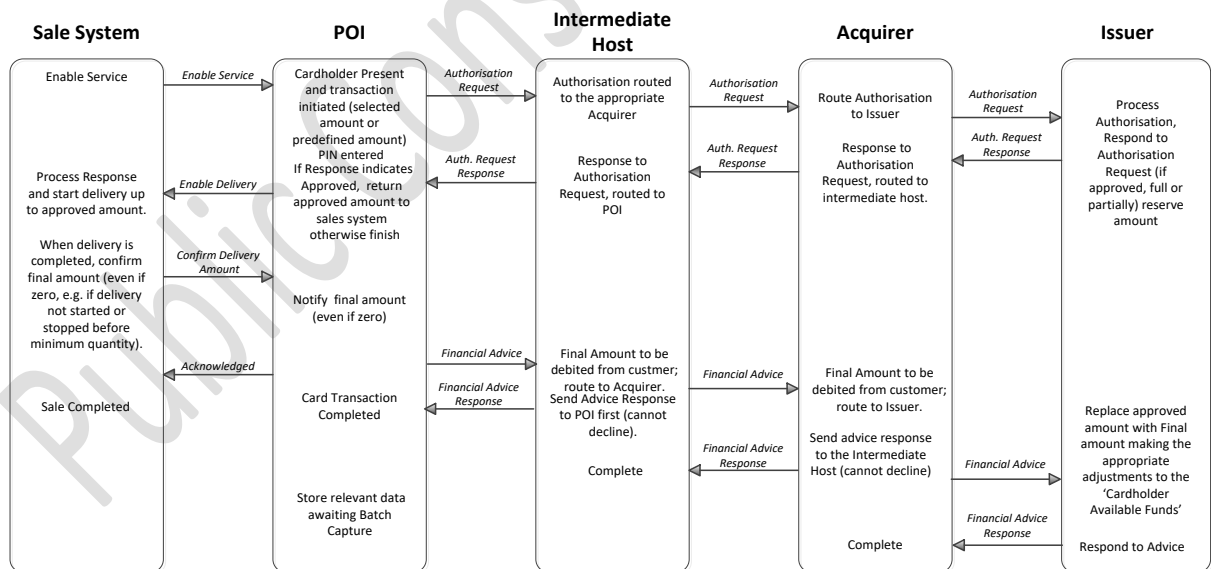 Sale System
POI
Intermediate
Host
Acquirer
Issuer
Enable Service
Process Response
and start delivery up
to approved amount.
When delivery is
completed, confirm
final amount (even if
zero, e.g. if delivery
not started or
stopped before
minimum quantity).
Sale Completed
Enable Service
Enable Delivery
Confirm Delivery
Amount
Acknowledged
Cardholder Present
and transaction
initiated (selected
amount or
predefined amount)
PIN entered
If Response indicates
Approved, return
approved amount to
sales system
otherwise finish
Notify final amount
(even if zero)
Card Transaction
Completed
Store relevant data
awaiting Batch
Capture
Authorisation
Request
Auth. Request
Response
Financial Advice
Financial Advice
Response
Authorisation routed
to the appropriate
Acquirer
Response to
Authorisation
Request, routed to
POI
Final Amount to be
debited from custmer;
route to Acquirer.
Send Advice Response
to POI first (cannot
decline).
Complete
Authorisation
Request
Auth. Request
Response
Financial Advice
Financial Advice
Response
Route Authorisation
to Issuer
Response to
Authorisation
Request, routed to
intermediate host.
Final Amount to be
debited from customer;
route to Issuer.
Send advice response
to the Intermediate
Host (cannot decline)
Complete
Authorisation
Request
Auth. Request
Response
Financial Advice
Financial Advice
Response
Process
Authorisation,
Respond to
Authorisation
Request (if
approved, full or
partially) reserve
amount
Replace approved
amount with Final
amount making the
appropriate
adjustments to the
‘Cardholder
Available Funds’
Respond to Advice
Public Cons